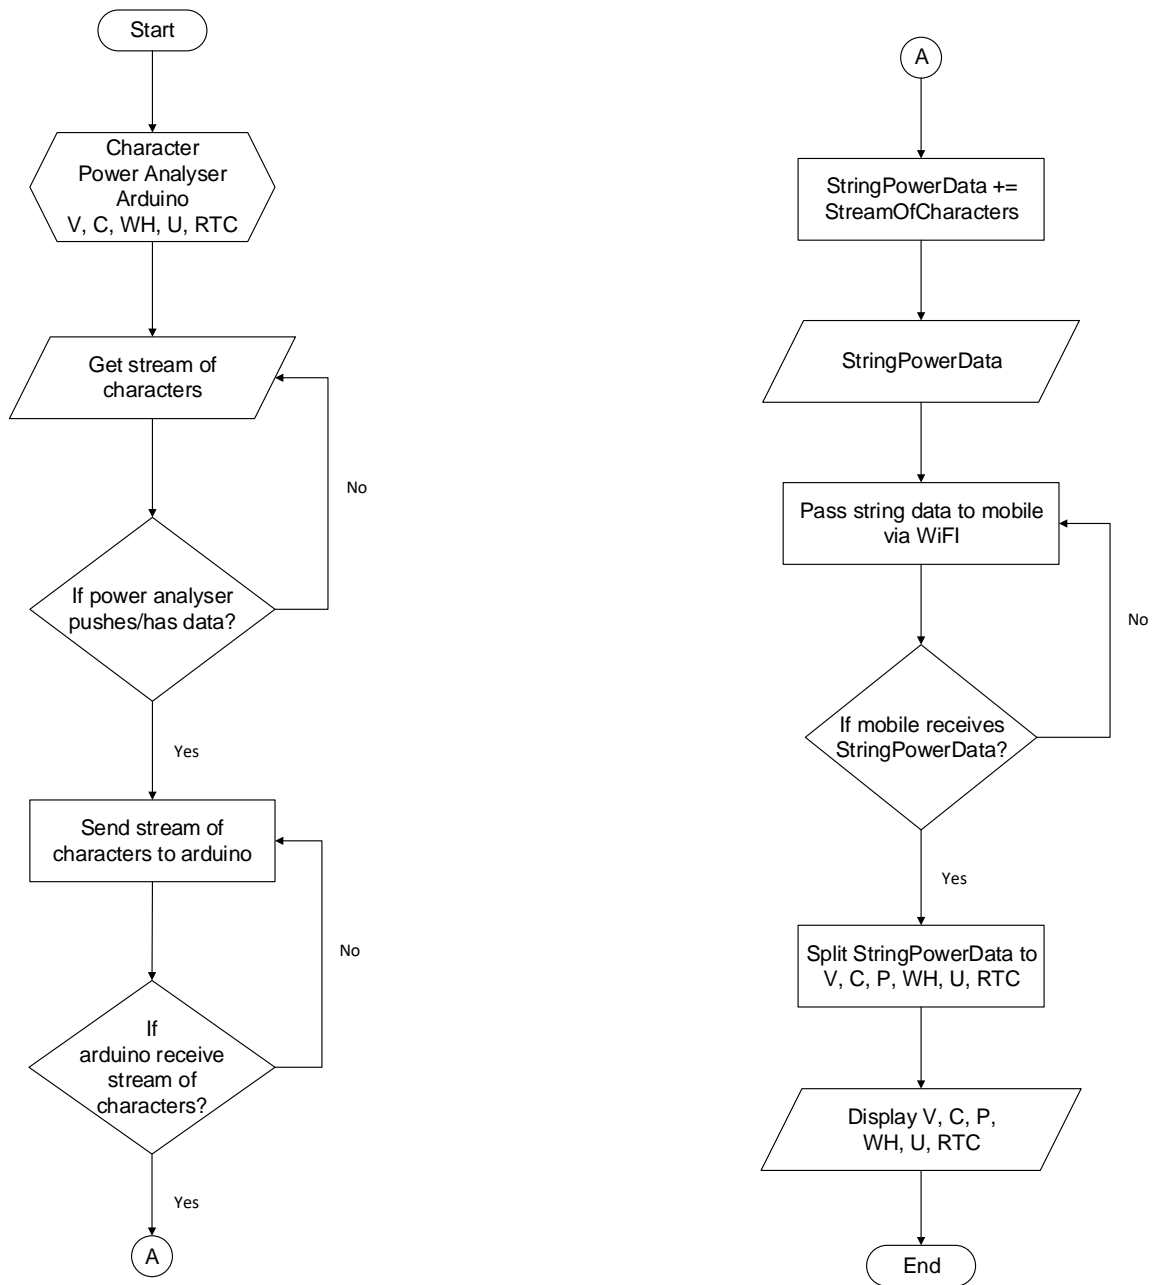 Start
Character
Power Analyser
Arduino
V, C, WH, U, RTC
Get stream of
characters
No
If power analyser
pushes/has data?
Yes
Send stream of
characters to arduino
No
If
arduino receive
stream of
characters?
Yes
A
A
StringPowerData +=
StreamOfCharacters
StringPowerData
Pass string data to mobile
via WiFI
No
If mobile receives
StringPowerData?
Yes
Split StringPowerData to
V, C, P, WH, U, RTC
Display V, C, P,
WH, U, RTC
End